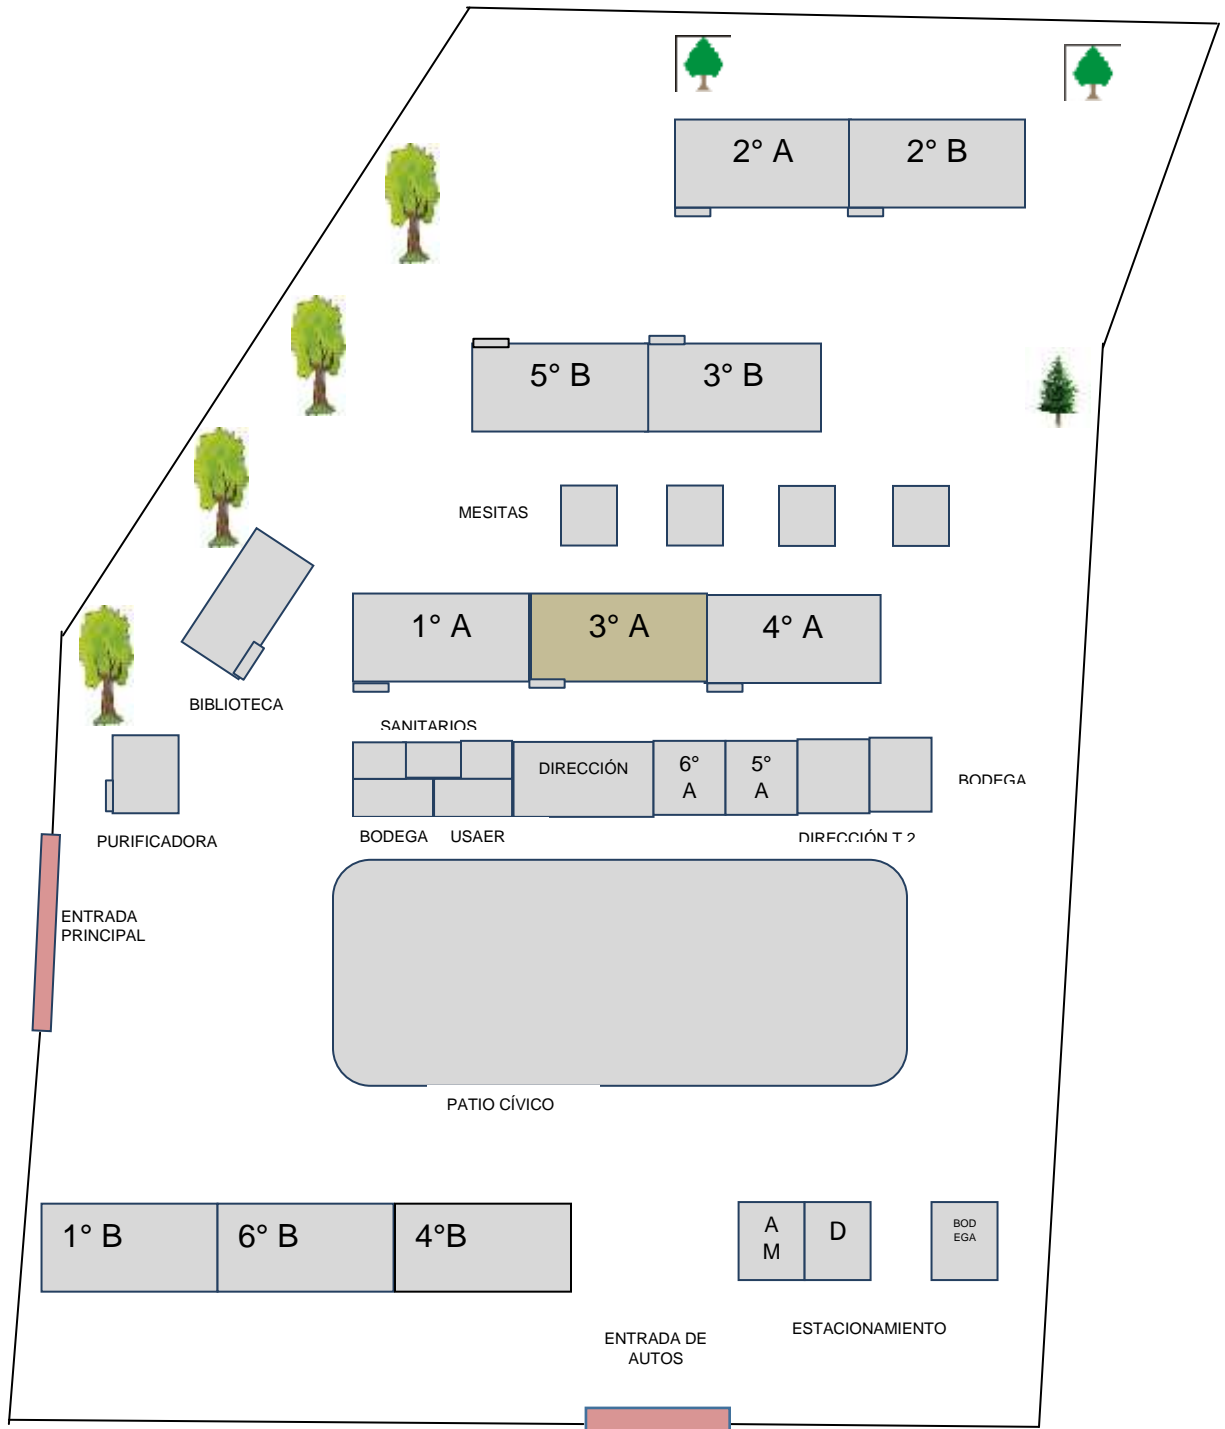 2° A
2° B
5° B
3° B
MESITAS
1° A
3° A
4° A
BIBLIOTECA
SANITARIOS
DIRECCIÓN
6°
A
5°
A
BODEGA
PURIFICADORA
BODEGA
USAER
DIRECCIÓN T 2
ENTRADA
PRINCIPAL
PATIO CÍVICO
1° B
6° B
4°B
A
M
D
BOD
EGA
ESTACIONAMIENTO
ENTRADA DE
AUTOS